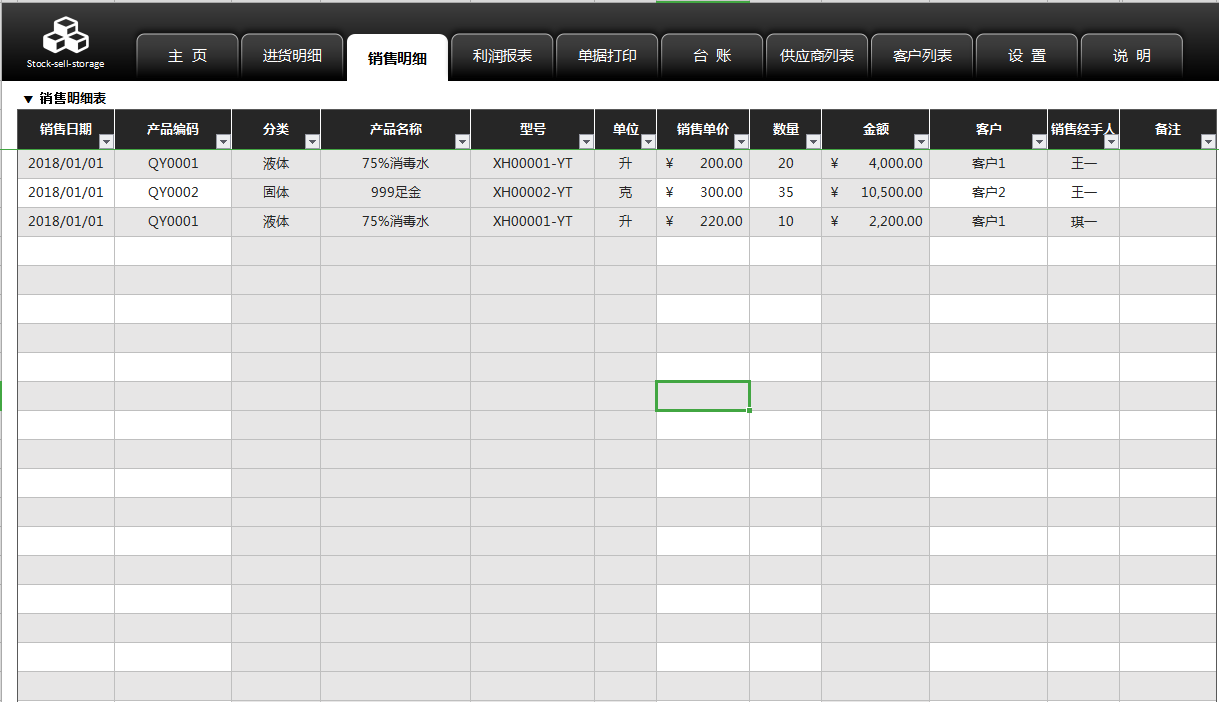 Stock-sell-storage
主 页 进货明细 销售明细 利润报表 单据打印 台 账 供应商列表 客户列表 设 置 说 明
▼ 销售明细表
销售日期 产品编码 分类 产品名称 型号 单位 销售单价 数量 金额 客户 销售经手人 备注
2018/01/01 QY0001 液体 75%消毒水 XH00001-YT 升 ¥ 200.00 20 ¥ 4,000.00 客户1 王一
2018/01/01 QY0002 固体 999足金 XH00002-YT 克 ¥ 300.00 35 ¥ 10,500.00 客户2 王一
2018/01/01 QY0001 液体 75%消毒水 XH00001-YT 升 ¥ 220.00 10 ¥ 2,200.00 客户1 琪一